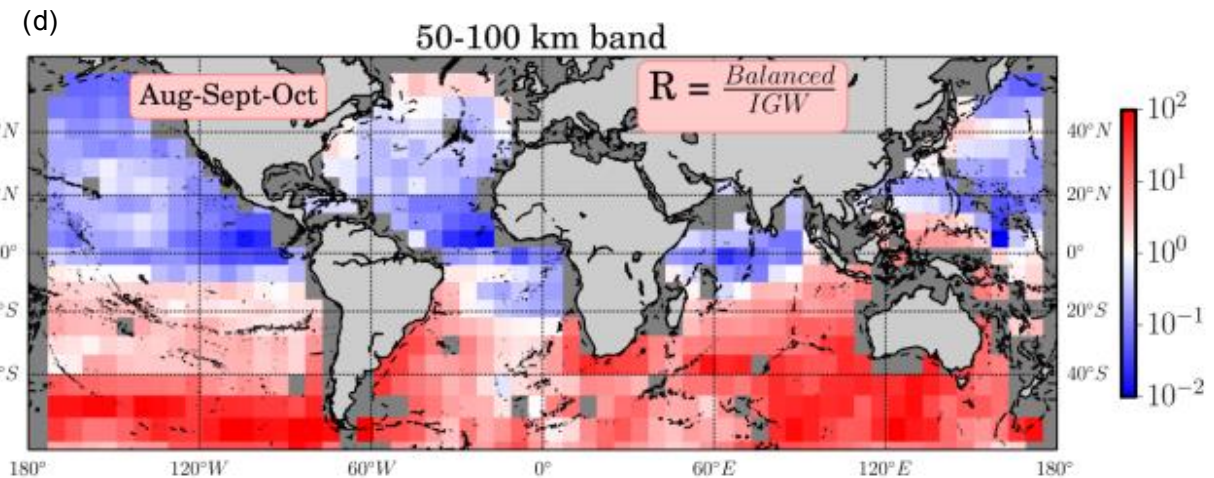 (d)
50-100 km band
Aug-Sept-Oct
R = Balanced / IGW
N
N
0°
°S
°S
40°N
20°N
0°
20°S
40°S
180°
120°W
60°W
0°
60°E
120°E
180°
10^2
10^1
10^0
10^-1
10^-2